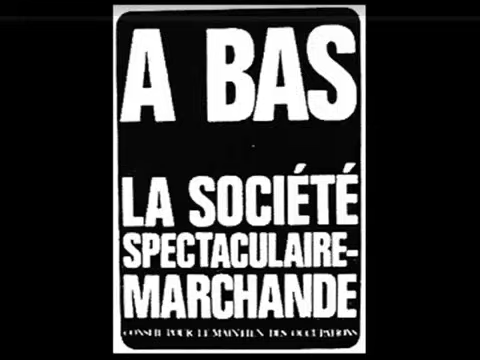 A BAS
LA SOCIÉTÉ
SPECTACULAIRE-
MARCHANDE
CONSEIL POUR LE MAINTIEN DES OCCUPATIONS